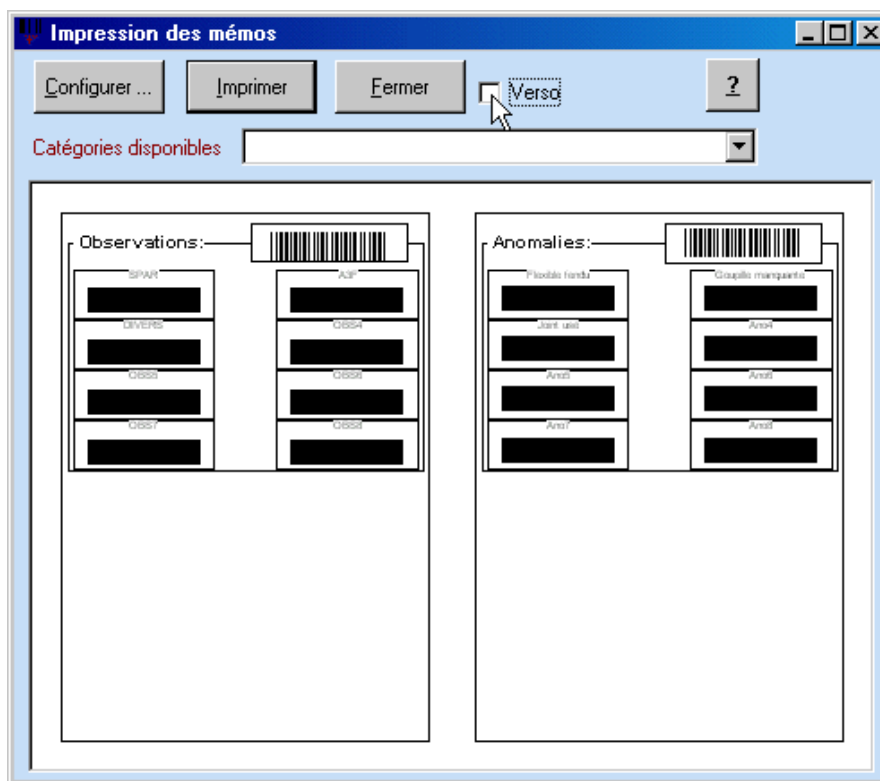 Impression des mémos
Configurer ... Imprimer Fermer Verso ?
Catégories disponibles
Observations: Anomalies:
SPAR A3F Flexible fendu Goupille manquante
DIVERS OBS4 Joint usé Ano4
OBS5 OBS6 Ano5 Ano6
OBS7 OBS8 Ano7 Ano8